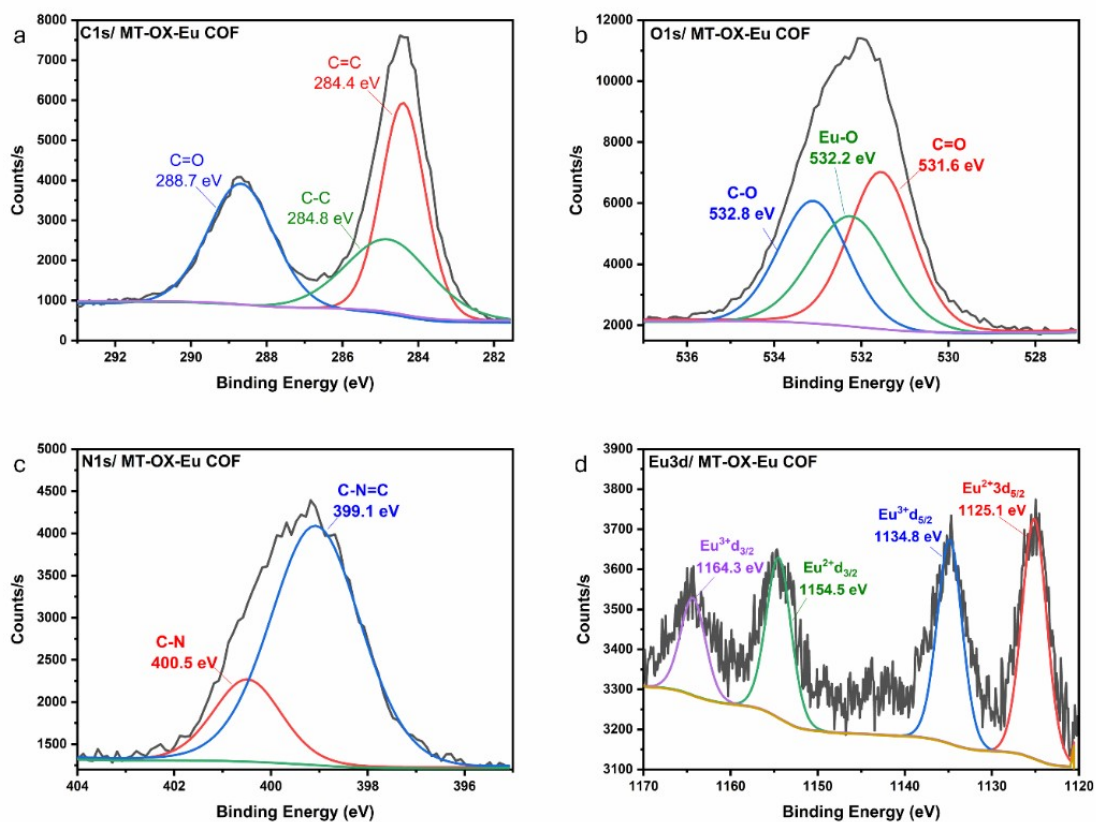 a
C1s/ MT-OX-Eu COF
C=C
284.4 eV
C=O
288.7 eV
C-C
284.8 eV
8000
7000
6000
5000
4000
3000
2000
1000
0
Counts/s
292
290
288
286
284
282
Binding Energy (eV)
b
O1s/ MT-OX-Eu COF
Eu-O
532.2 eV
C=O
531.6 eV
C-O
532.8 eV
12000
10000
8000
6000
4000
2000
Counts/s
536
534
532
530
528
Binding Energy (eV)
c
N1s/ MT-OX-Eu COF
C-N=C
399.1 eV
C-N
400.5 eV
5000
4500
4000
3500
3000
2500
2000
1500
Counts/s
404
402
400
398
396
Binding Energy (eV)
d
Eu3d/ MT-OX-Eu COF
Eu²⁺3d₅/₂
1125.1 eV
Eu³⁺d₅/₂
1134.8 eV
Eu³⁺d₃/₂
1164.3 eV
Eu²⁺d₃/₂
1154.5 eV
3900
3800
3700
3600
3500
3400
3300
3200
3100
Counts/s
1170
1160
1150
1140
1130
1120
Binding Energy (eV)